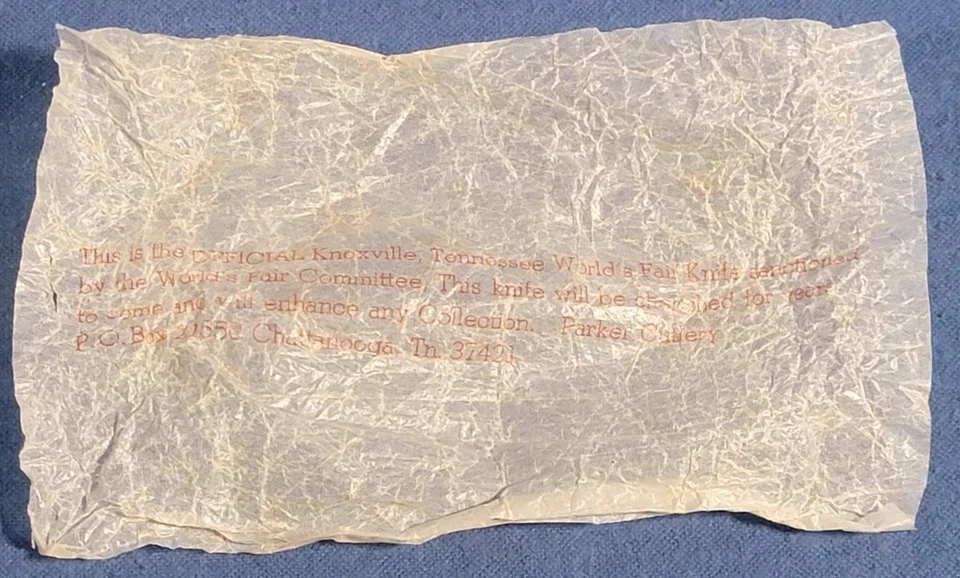 This is the OFFICIAL Knoxville, Tennessee World's Fair Knife sanctioned
by the World's Fair Committee. This knife will be cherished for years
to come and will enhance any Collection. Parker Cutlery
P.O. Box Chattanooga, Tn. 37421